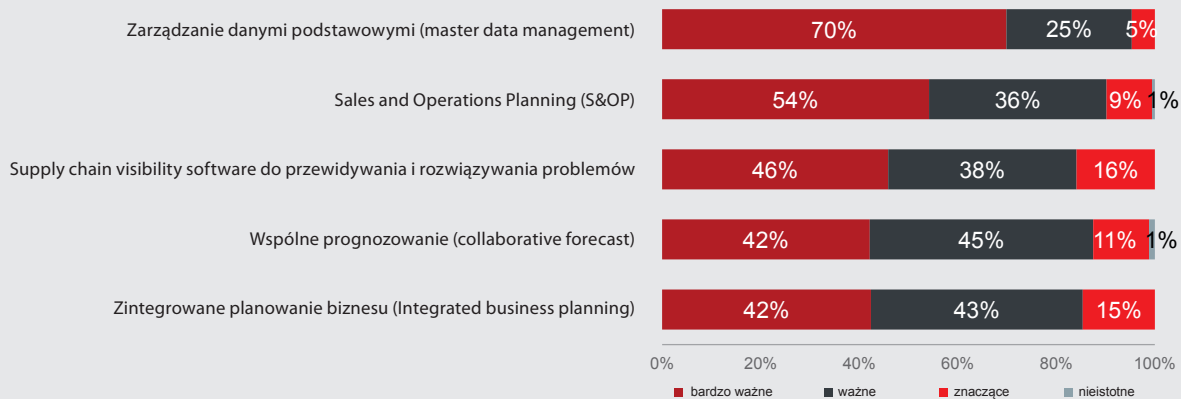 Zarządzanie danymi podstawowymi (master data management) 70% 25% 5%
Sales and Operations Planning (S&OP) 54% 36% 9% 1%
Supply chain visibility software do przewidywania i rozwiązywania problemów 46% 38% 16%
Wspólne prognozowanie (collaborative forecast) 42% 45% 11% 1%
Zintegrowane planowanie biznesu (Integrated business planning) 42% 43% 15%
0% 20% 40% 60% 80% 100%
bardzo ważne ważne znaczące nieistotne